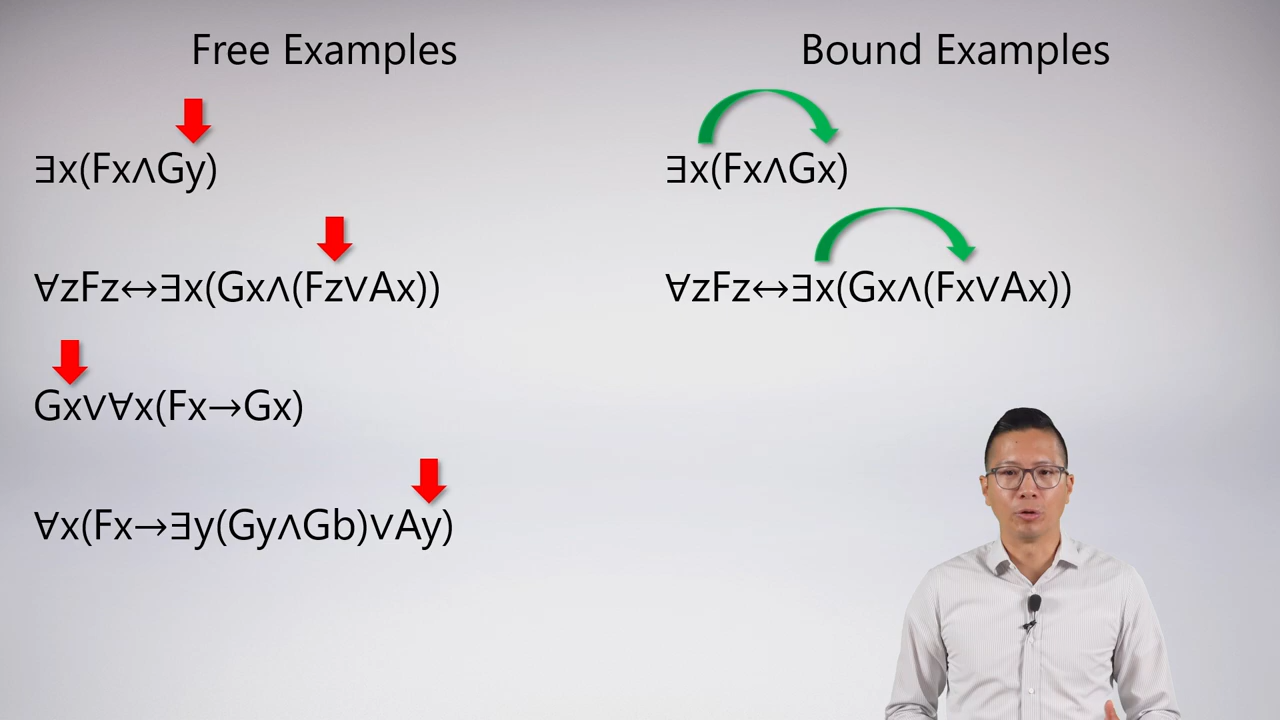 Free Examples
∃x(Fx∧Gy)
∀zFz↔∃x(Gx∧(Fz∨Ax))
Gx∨∀x(Fx→Gx)
∀x(Fx→∃y(Gy∧Gb)∨Ay)
Bound Examples
∃x(Fx∧Gx)
∀zFz↔∃x(Gx∧(Fx∨Ax))